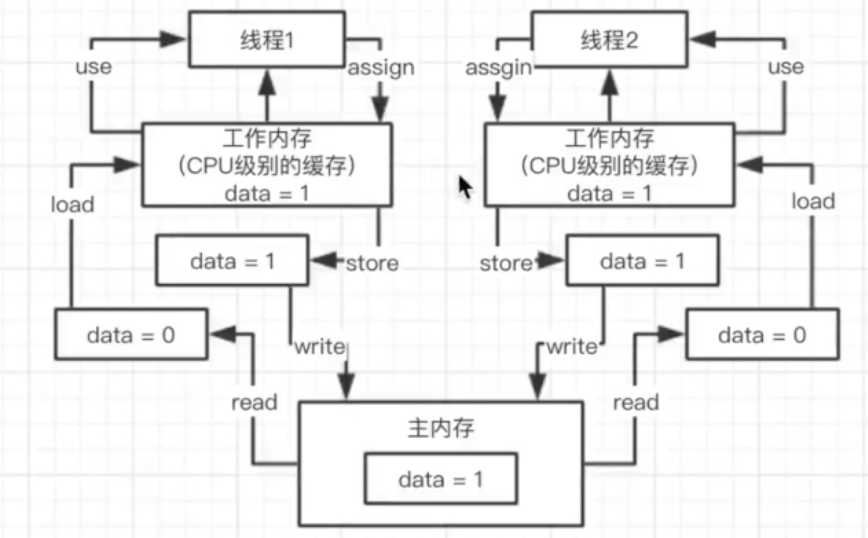 线程1
线程2
use
assign
assgin
use
工作内存
（CPU级别的缓存）
data = 1
工作内存
（CPU级别的缓存）
data = 1
load
load
data = 1
store
store
data = 1
data = 0
data = 0
write
write
read
read
主内存
data = 1